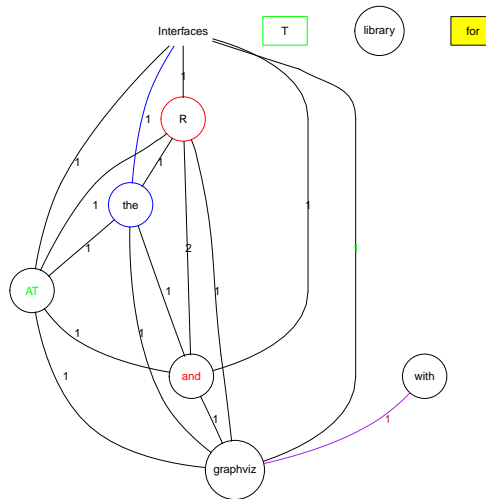 Interfaces T library for
1
R
1 1
1 1
the
1 2 1 1
AT
1 1 1
1 1
and with
1 1
graphviz